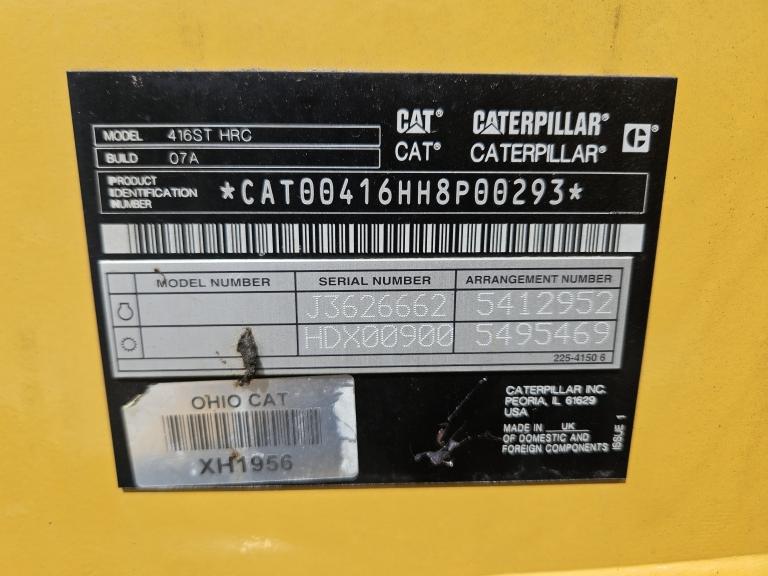 CAT® CATERPILLAR®
CAT® CATERPILLAR®
MODEL 416ST HRC
BUILD 07A
PRODUCT IDENTIFICATION NUMBER *CAT00416HH8P00293*
MODEL NUMBER SERIAL NUMBER ARRANGEMENT NUMBER
J3626662 5412952
HDX00900 5495469
225-4150 6
OHIO CAT
XH1956
CATERPILLAR INC.
PEORIA, IL 61629
USA
MADE IN UK
OF DOMESTIC AND
FOREIGN COMPONENTS
ISSUE 1